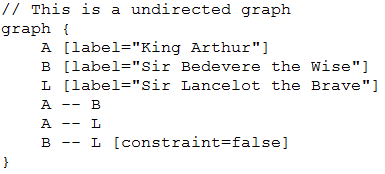 // This is a undirected graph
graph {
    A [label="King Arthur"]
    B [label="Sir Bedevere the Wise"]
    L [label="Sir Lancelot the Brave"]
    A -- B
    A -- L
    B -- L [constraint=false]
}